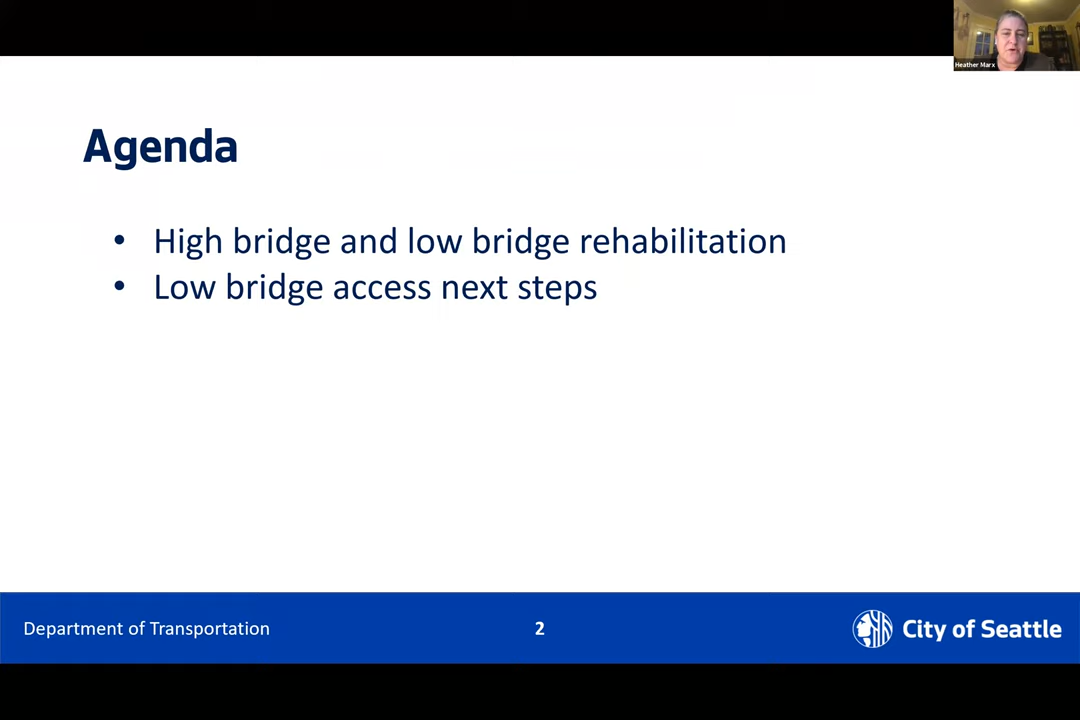 Heather Marx
Agenda
• High bridge and low bridge rehabilitation
• Low bridge access next steps
Department of Transportation
2
City of Seattle